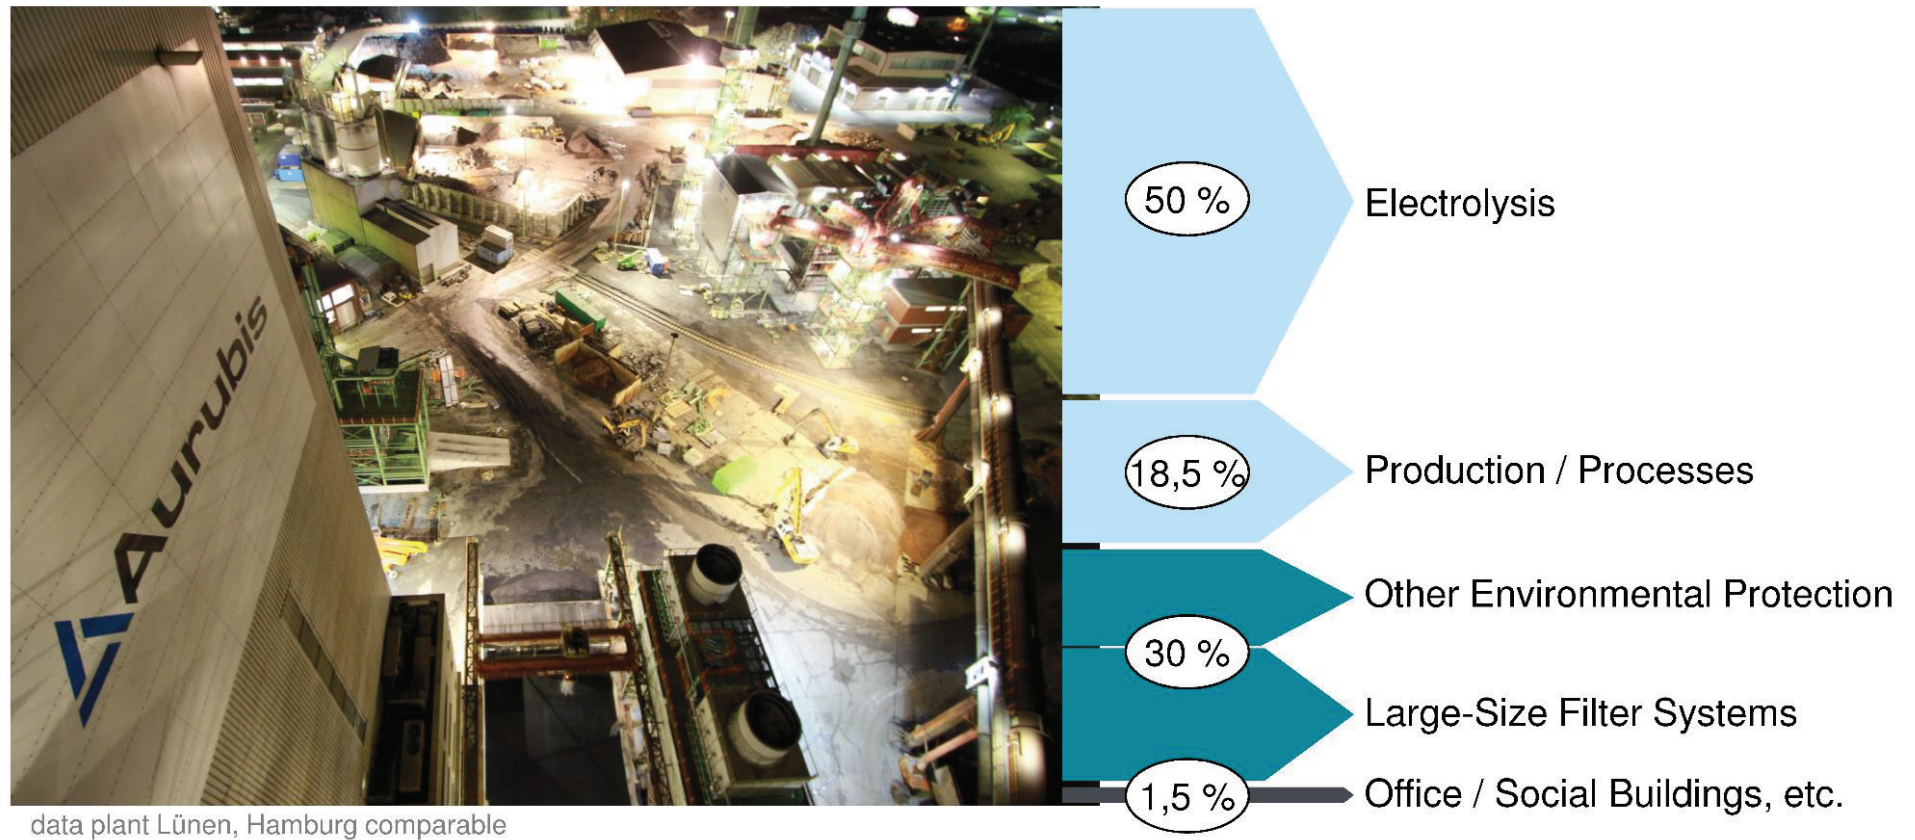 Aurubis
50 %
Electrolysis
18,5 %
Production / Processes
Other Environmental Protection
30 %
Large-Size Filter Systems
1,5 %
Office / Social Buildings, etc.
data plant Lünen, Hamburg comparable